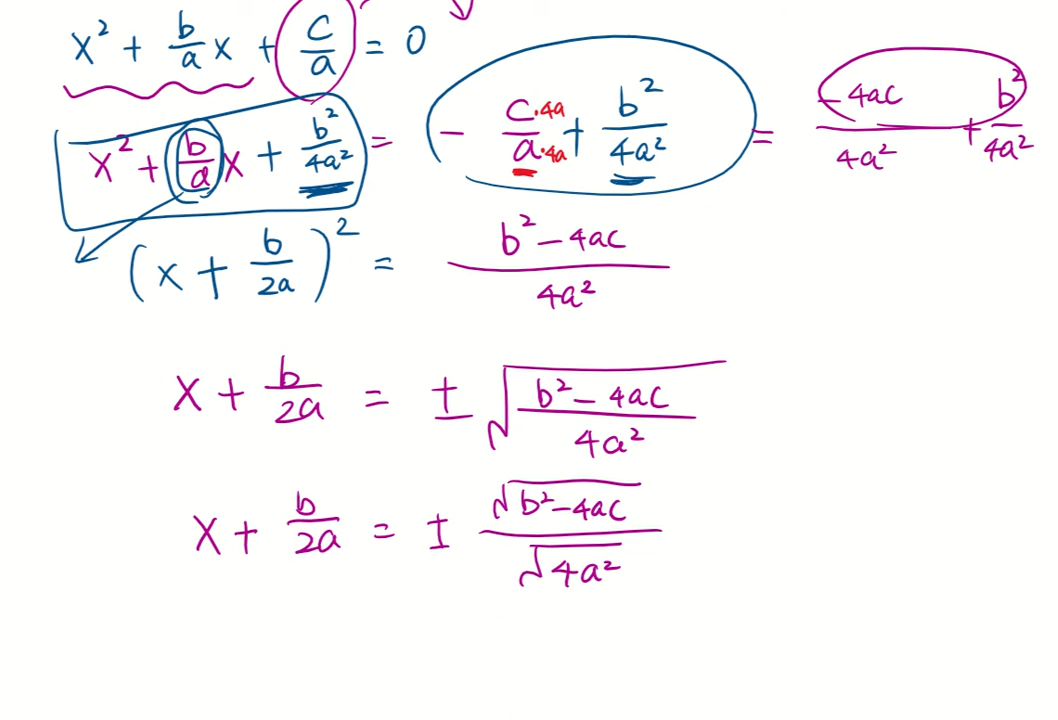 x² + b/a x + c/a = 0
x² + b/a x + b²/4a² = - c·4a/a·4a + b²/4a² = -4ac/4a² + b²/4a²
(x + b/2a)² = b²-4ac/4a²
x + b/2a = ± √(b²-4ac/4a²)
x + b/2a = ± √(b²-4ac)/√(4a²)